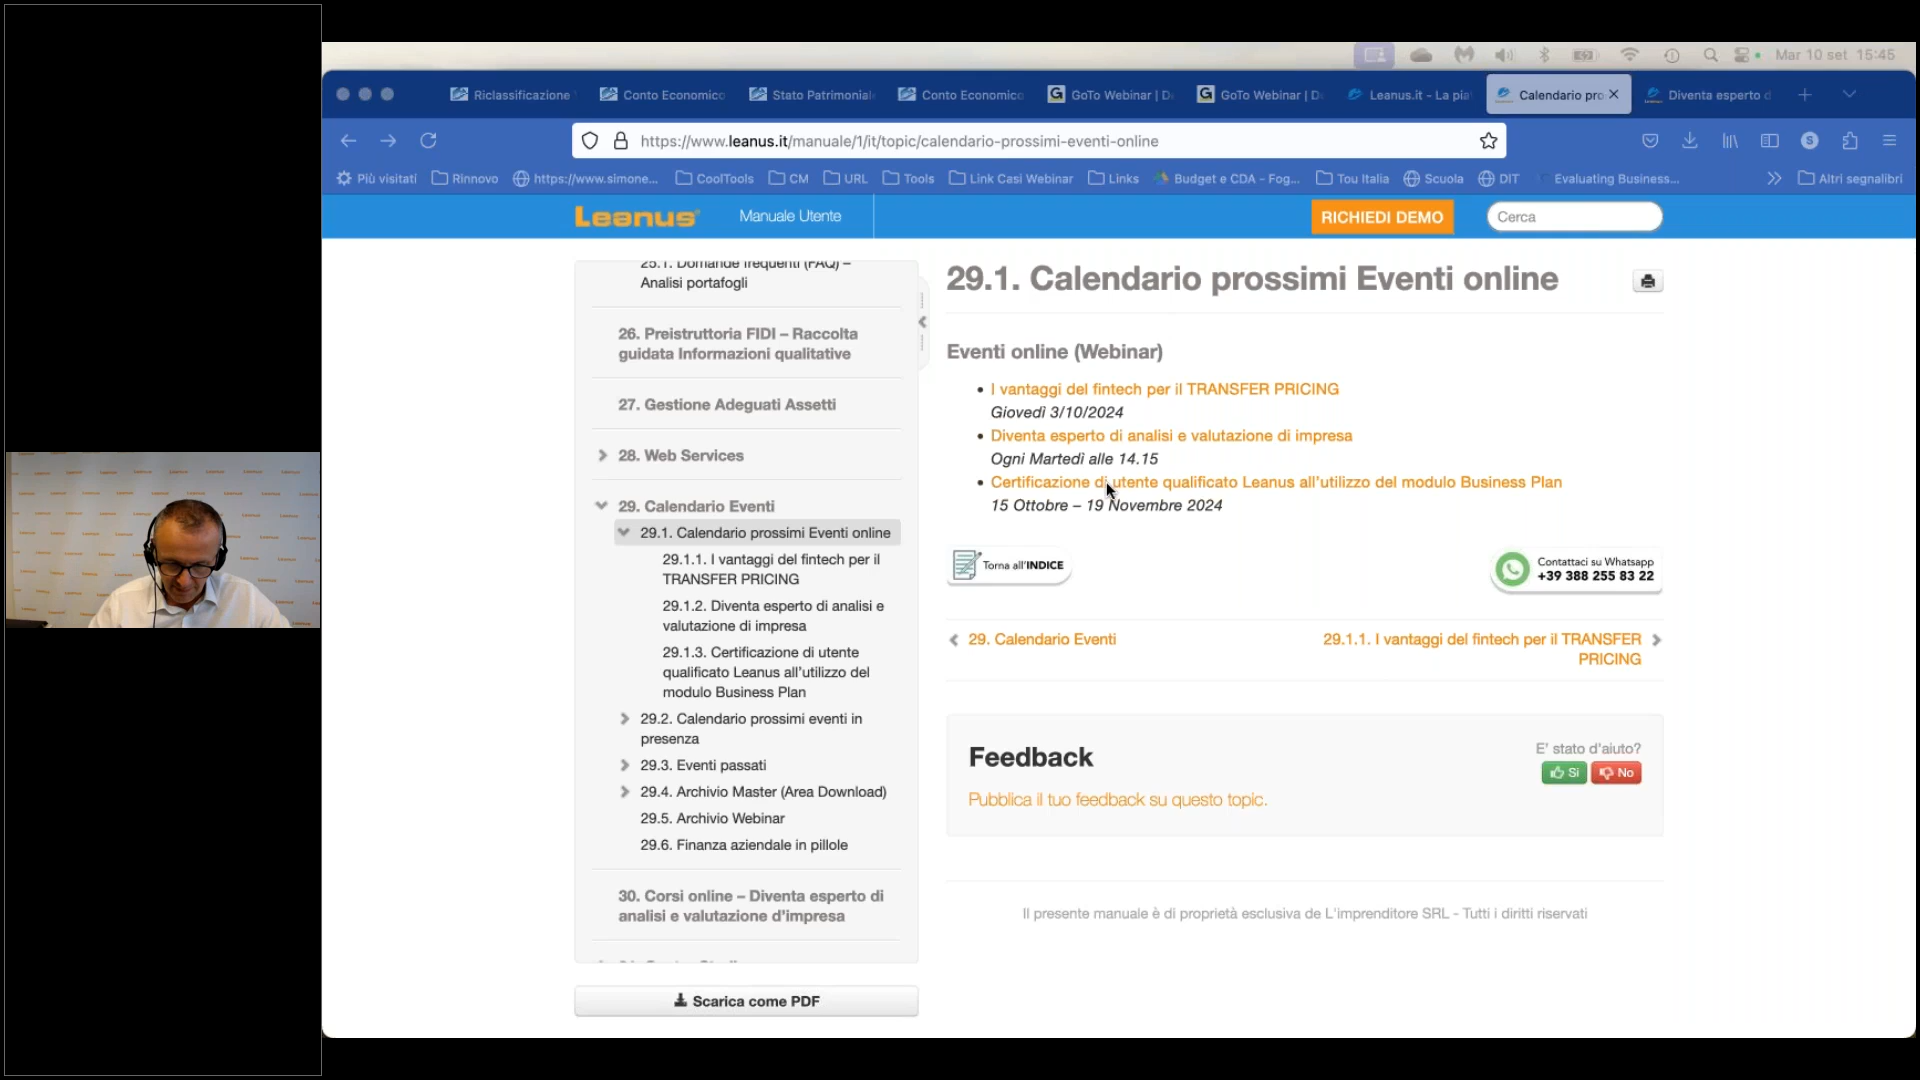 Mar 10 set 15:45
Riclassificazione
Conto Economico
Stato Patrimoniale
Conto Economico
GoTo Webinar | D
GoTo Webinar | D
Leanus.it - La pia
Calendario pro
Diventa esperto d
https://www.leanus.it/manuale/1/it/topic/calendario-prossimi-eventi-online
Più visitati
Rinnovo
https://www.simone...
CoolTools
CM
URL
Tools
Link Casi Webinar
Links
Budget e CDA - Fog...
Tou Italia
Scuola
DIT
Evaluating Business...
Altri segnalibri
Leanus
Manuale Utente
RICHIEDI DEMO
Cerca
25.1. Domande frequenti (FAQ) –
Analisi portafogli
26. Preistruttoria FIDI – Raccolta
guidata Informazioni qualitative
27. Gestione Adeguati Assetti
28. Web Services
29. Calendario Eventi
29.1. Calendario prossimi Eventi online
29.1.1. I vantaggi del fintech per il
TRANSFER PRICING
29.1.2. Diventa esperto di analisi e
valutazione di impresa
29.1.3. Certificazione di utente
qualificato Leanus all'utilizzo del
modulo Business Plan
29.2. Calendario prossimi eventi in
presenza
29.3. Eventi passati
29.4. Archivio Master (Area Download)
29.5. Archivio Webinar
29.6. Finanza aziendale in pillole
30. Corsi online – Diventa esperto di
analisi e valutazione d'impresa
Scarica come PDF
29.1. Calendario prossimi Eventi online
Eventi online (Webinar)
• I vantaggi del fintech per il TRANSFER PRICING
Giovedì 3/10/2024
• Diventa esperto di analisi e valutazione di impresa
Ogni Martedì alle 14.15
• Certificazione di utente qualificato Leanus all'utilizzo del modulo Business Plan
15 Ottobre – 19 Novembre 2024
Torna all'INDICE
Contattaci su Whatsapp
+39 388 255 83 22
29. Calendario Eventi
29.1.1. I vantaggi del fintech per il TRANSFER
PRICING
Feedback
E' stato d'aiuto?
Si
No
Pubblica il tuo feedback su questo topic.
Il presente manuale è di proprietà esclusiva de L'imprenditore SRL - Tutti i diritti riservati